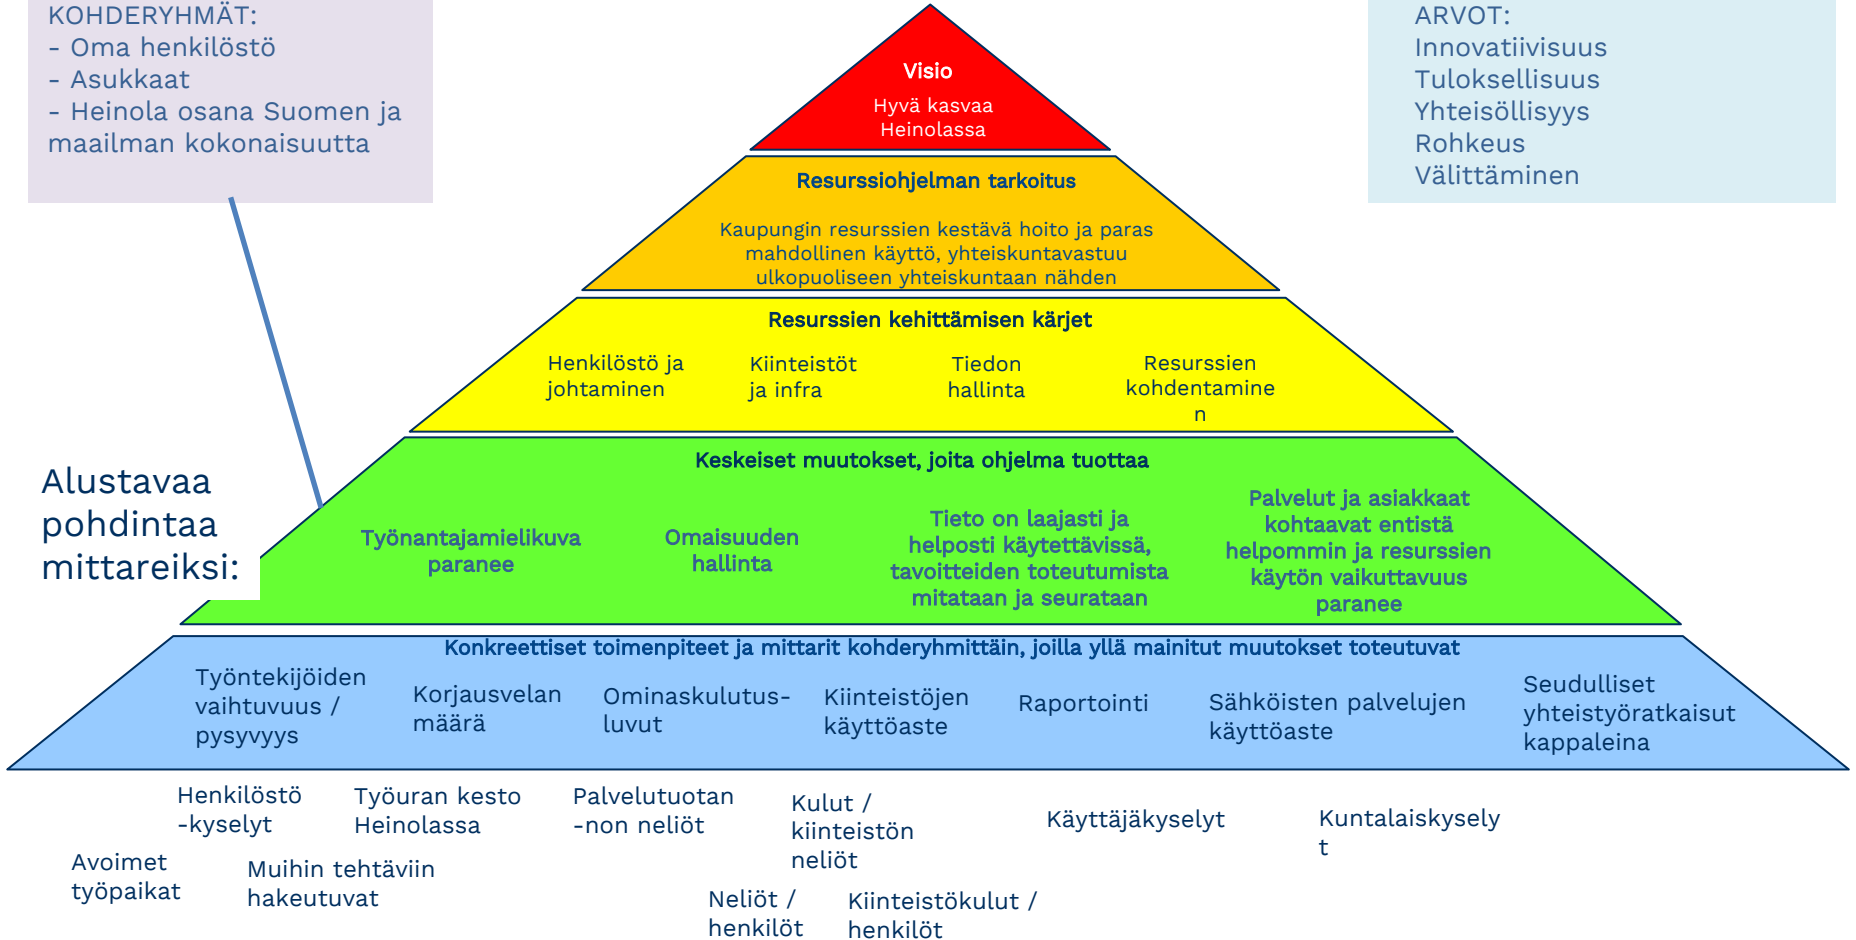 KOHDERYHMÄT:
- Oma henkilöstö
- Asukkaat
- Heinola osana Suomen ja
maailman kokonaisuutta
ARVOT:
Innovatiivisuus
Tuloksellisuus
Yhteisöllisyys
Rohkeus
Välittäminen
Visio
Hyvä kasvaa
Heinolassa
Resurssiohjelman tarkoitus
Kaupungin resurssien kestävä hoito ja paras
mahdollinen käyttö, yhteiskuntavastuu
ulkopuoliseen yhteiskuntaan nähden
Resurssien kehittämisen kärjet
Henkilöstö ja
johtaminen
Kiinteistöt
ja infra
Tiedon
hallinta
Resurssien
kohdentamine
n
Alustavaa
pohdintaa
mittareiksi:
Keskeiset muutokset, joita ohjelma tuottaa
Työnantajamielikuva
paranee
Omaisuuden
hallinta
Tieto on laajasti ja
helposti käytettävissä,
tavoitteiden toteutumista
mitataan ja seurataan
Palvelut ja asiakkaat
kohtaavat entistä
helpommin ja resurssien
käytön vaikuttavuus
paranee
Konkreettiset toimenpiteet ja mittarit kohderyhmittäin, joilla yllä mainitut muutokset toteutuvat
Työntekijöiden
vaihtuvuus /
pysyvyys
Korjausvelan
määrä
Ominaskulutus-
luvut
Kiinteistöjen
käyttöaste
Raportointi
Sähköisten palvelujen
käyttöaste
Seudulliset
yhteistyöratkaisut
kappaleina
Henkilöstö
-kyselyt
Työuran kesto
Heinolassa
Palvelutuotan
-non neliöt
Kulut /
kiinteistön
neliöt
Käyttäjäkyselyt
Kuntalaiskysely
t
Avoimet
työpaikat
Muihin tehtäviin
hakeutuvat
Neliöt /
henkilöt
Kiinteistökulut /
henkilöt